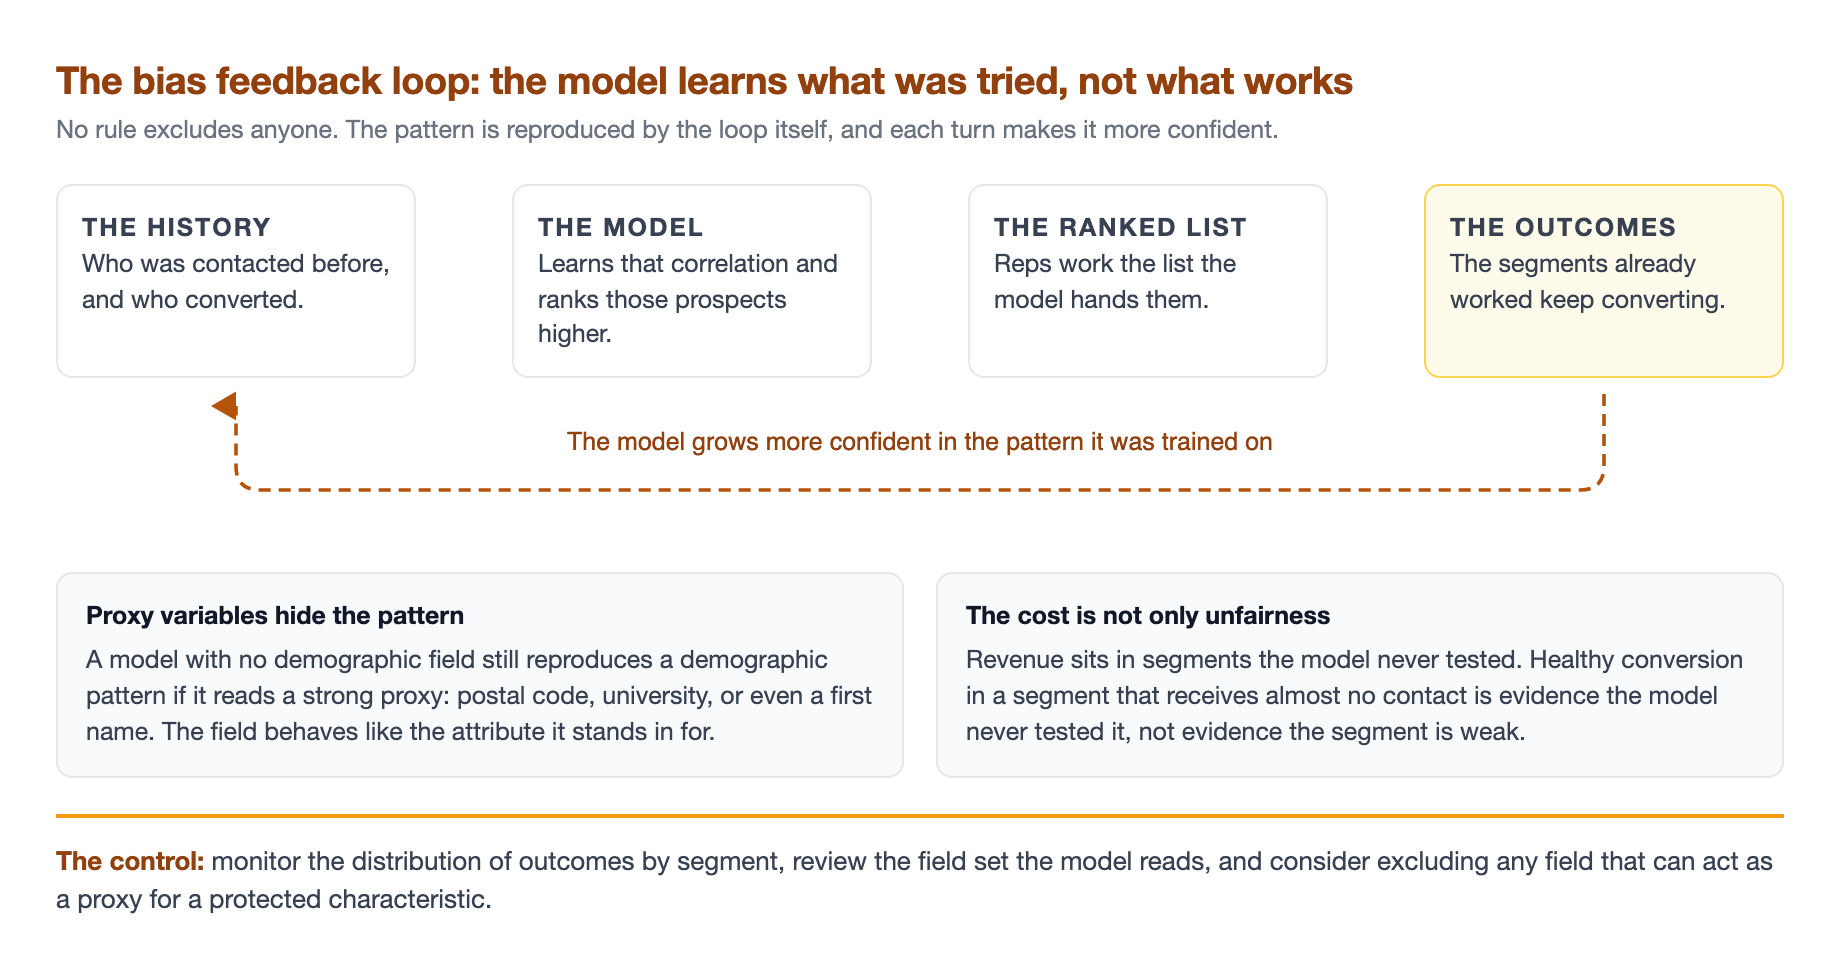 The bias feedback loop: the model learns what was tried, not what works
No rule excludes anyone. The pattern is reproduced by the loop itself, and each turn makes it more confident.
THE HISTORY
Who was contacted before,
and who converted.
THE MODEL
Learns that correlation and
ranks those prospects
higher.
THE RANKED LIST
Reps work the list the
model hands them.
THE OUTCOMES
The segments already
worked keep converting.
The model grows more confident in the pattern it was trained on
Proxy variables hide the pattern
A model with no demographic field still reproduces a demographic
pattern if it reads a strong proxy: postal code, university, or even a first
name. The field behaves like the attribute it stands in for.
The cost is not only unfairness
Revenue sits in segments the model never tested. Healthy conversion
in a segment that receives almost no contact is evidence the model
never tested it, not evidence the segment is weak.
The control: monitor the distribution of outcomes by segment, review the field set the model reads, and consider excluding any field that can act as
a proxy for a protected characteristic.